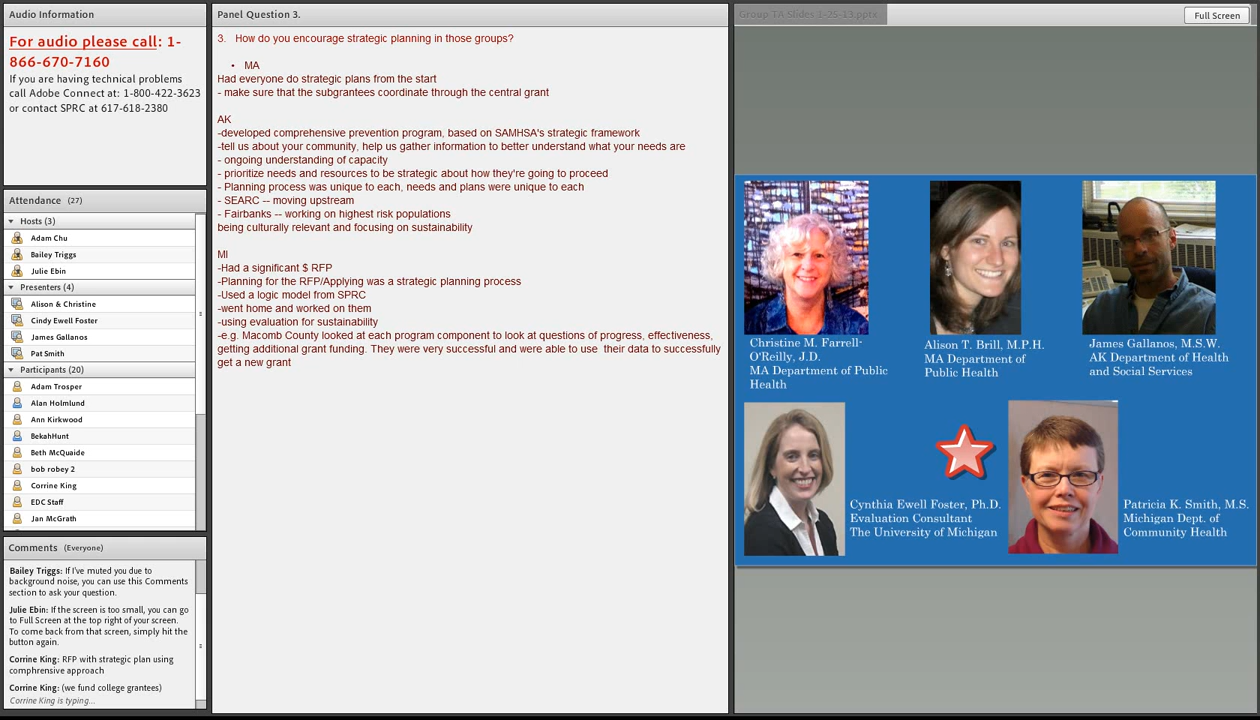 Audio Information
For audio please call: 1-
866-670-7160
If you are having technical problems
call Adobe Connect at: 1-800-422-3623
or contact SPRC at 617-618-2380
Attendance (27)
Hosts (3)
Adam Chu
Bailey Triggs
Julie Ebin
Presenters (4)
Alison & Christine
Cindy Ewell Foster
James Gallanos
Pat Smith
Participants (20)
Adam Trosper
Alan Holmlund
Ann Kirkwood
BekahHunt
Beth McQuaide
bob robey 2
Corrine King
EDC Staff
Jan McGrath
Comments (Everyone)
Bailey Triggs: If I've muted you due to
background noise, you can use this Comments
section to ask your question.
Julie Ebin: If the screen is too small, you can go
to Full Screen at the top right of your screen.
To come back from that screen, simply hit the
button again.
Corrine King: RFP with strategic plan using
comphrensive approach
Corrine King: (we fund college grantees)
Corrine King is typing...
Panel Question 3.
3. How do you encourage strategic planning in those groups?
• MA
Had everyone do strategic plans from the start
- make sure that the subgrantees coordinate through the central grant
AK
-developed comprehensive prevention program, based on SAMHSA's strategic framework
-tell us about your community, help us gather information to better understand what your needs are
- ongoing understanding of capacity
- prioritize needs and resources to be strategic about how they're going to proceed
- Planning process was unique to each, needs and plans were unique to each
- SEARC -- moving upstream
- Fairbanks -- working on highest risk populations
being culturally relevant and focusing on sustainability
MI
-Had a significant $ RFP
-Planning for the RFP/Applying was a strategic planning process
-Used a logic model from SPRC
-went home and worked on them
-using evaluation for sustainability
-e.g. Macomb County looked at each program component to look at questions of progress, effectiveness,
getting additional grant funding. They were very successful and were able to use their data to successfully
get a new grant
Group TA Slides 1-25-13.pptx
Full Screen
Christine M. Farrell-
O'Reilly, J.D.
MA Department of Public
Health
Alison T. Brill, M.P.H.
MA Department of
Public Health
James Gallanos, M.S.W.
AK Department of Health
and Social Services
Cynthia Ewell Foster, Ph.D.
Evaluation Consultant
The University of Michigan
Patricia K. Smith, M.S.
Michigan Dept. of
Community Health